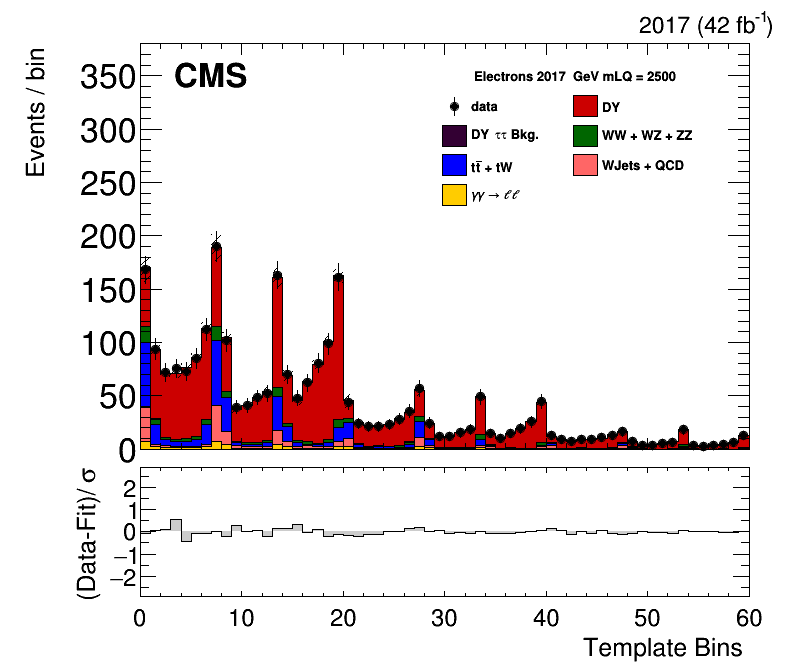 2017 (42 fb⁻¹)
Events / bin
CMS
Electrons 2017 GeV mLQ = 2500
data
DY
DY ττ Bkg.
WW + WZ + ZZ
tt̅ + tW
WJets + QCD
γγ → ℓℓ
350
300
250
200
150
100
50
0
(Data-Fit)/ σ
2
1
0
−1
−2
0 10 20 30 40 50 60
Template Bins